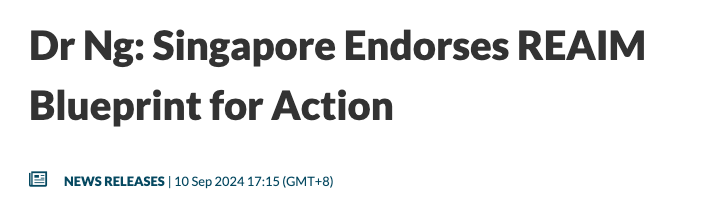 Dr Ng: Singapore Endorses REAIM
Blueprint for Action
NEWS RELEASES | 10 Sep 2024 17:15 (GMT+8)